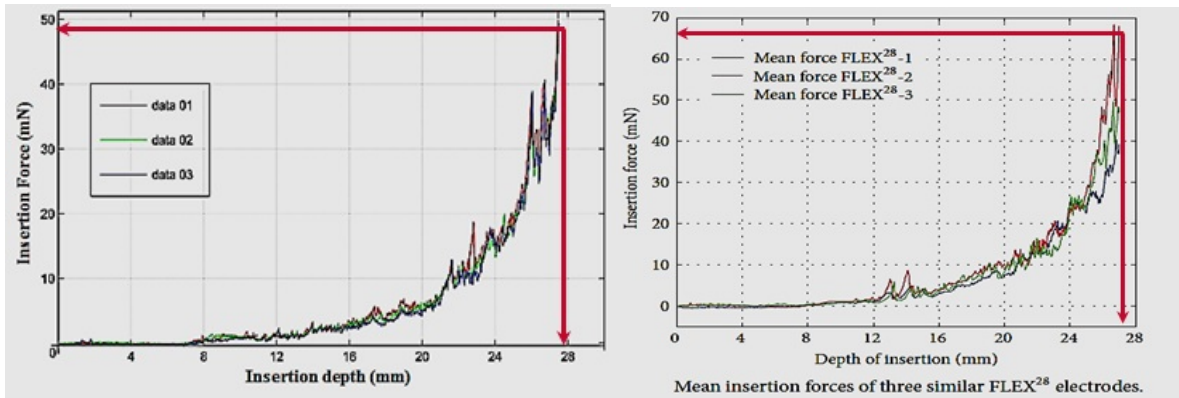 50
40
30
20
10
0
Insertion Force (mN)
data 01
data 02
data 03
0 4 8 12 16 20 24 28
Insertion depth (mm)
70
60
50
40
30
20
10
0
Insertion force (mN)
Mean force FLEX²⁸-1
Mean force FLEX²⁸-2
Mean force FLEX²⁸-3
0 4 8 12 16 20 24 28
Depth of insertion (mm)
Mean insertion forces of three similar FLEX²⁸ electrodes.